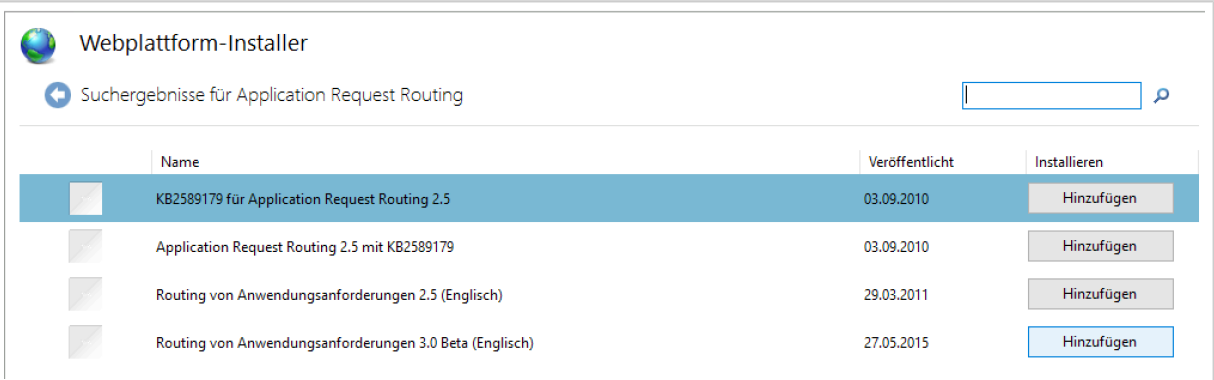 Webplattform-Installer
Suchergebnisse für Application Request Routing
Name Veröffentlicht Installieren
KB2589179 für Application Request Routing 2.5 03.09.2010 Hinzufügen
Application Request Routing 2.5 mit KB2589179 03.09.2010 Hinzufügen
Routing von Anwendungsanforderungen 2.5 (Englisch) 29.03.2011 Hinzufügen
Routing von Anwendungsanforderungen 3.0 Beta (Englisch) 27.05.2015 Hinzufügen